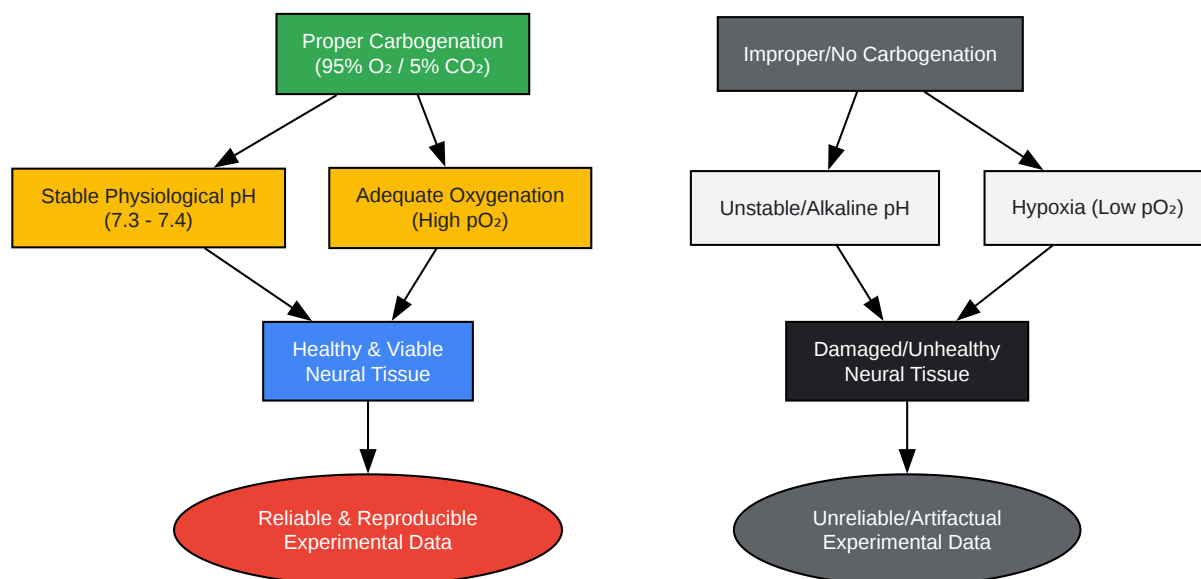 Proper Carbogenation
(95% O₂ / 5% CO₂)
Improper/No Carbogenation
Stable Physiological pH
(7.3 - 7.4)
Adequate Oxygenation
(High pO₂)
Unstable/Alkaline pH
Hypoxia (Low pO₂)
Healthy & Viable
Neural Tissue
Damaged/Unhealthy
Neural Tissue
Reliable & Reproducible
Experimental Data
Unreliable/Artifactual
Experimental Data